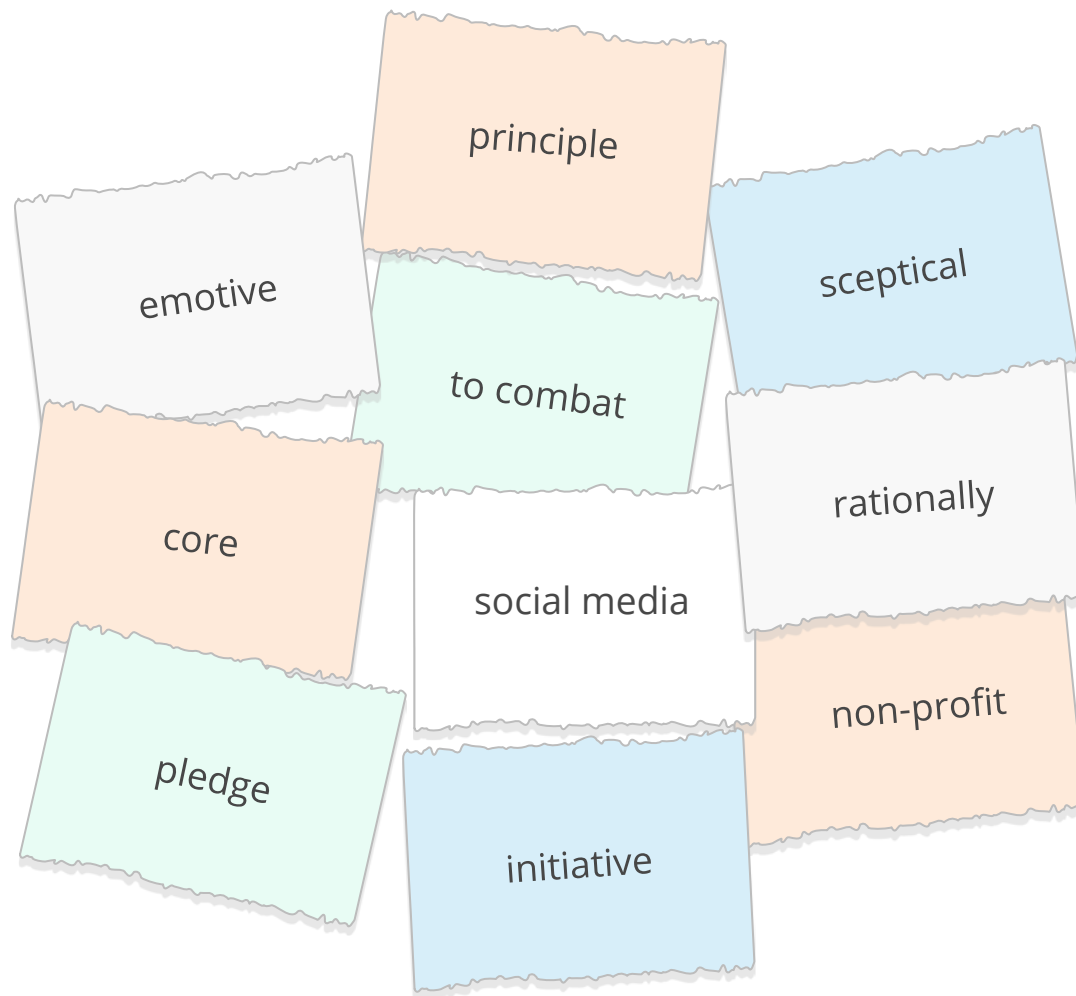 principle
emotive
sceptical
to combat
rationally
core
social media
non-profit
pledge
initiative